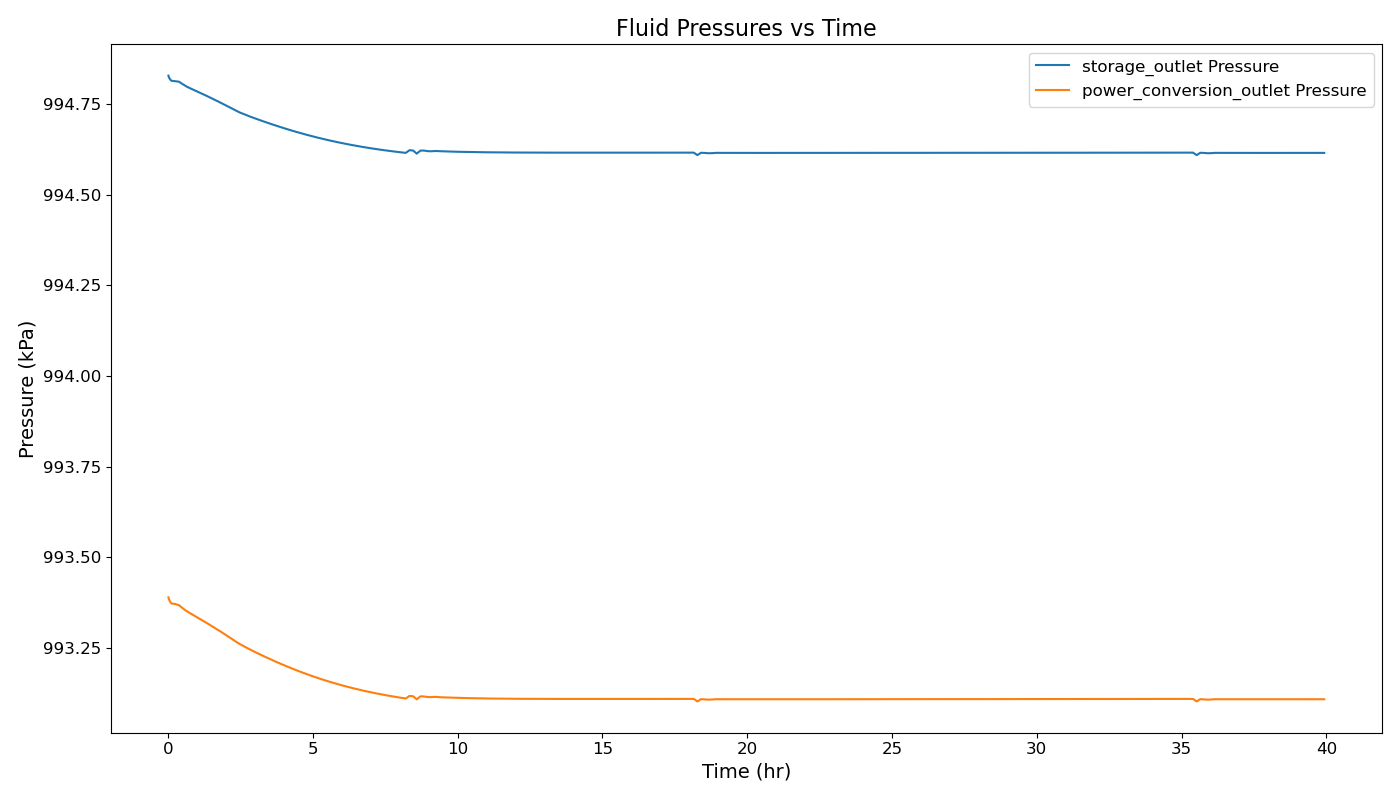 Fluid Pressures vs Time
storage_outlet Pressure
power_conversion_outlet Pressure
994.75
994.50
994.25
994.00
993.75
993.50
993.25
Pressure (kPa)
0 5 10 15 20 25 30 35 40
Time (hr)